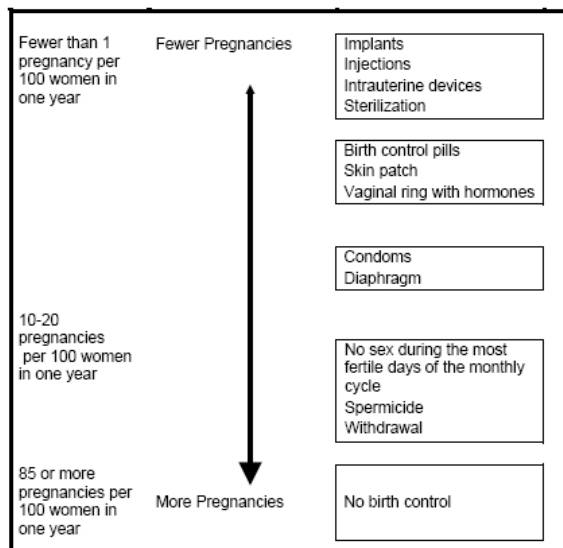 Fewer than 1
pregnancy per
100 women in
one year
Fewer Pregnancies
Implants
Injections
Intrauterine devices
Sterilization
Birth control pills
Skin patch
Vaginal ring with hormones
Condoms
Diaphragm
10-20
pregnancies
per 100 women
in one year
No sex during the most
fertile days of the monthly
cycle
Spermicide
Withdrawal
85 or more
pregnancies per
100 women in
one year
More Pregnancies
No birth control